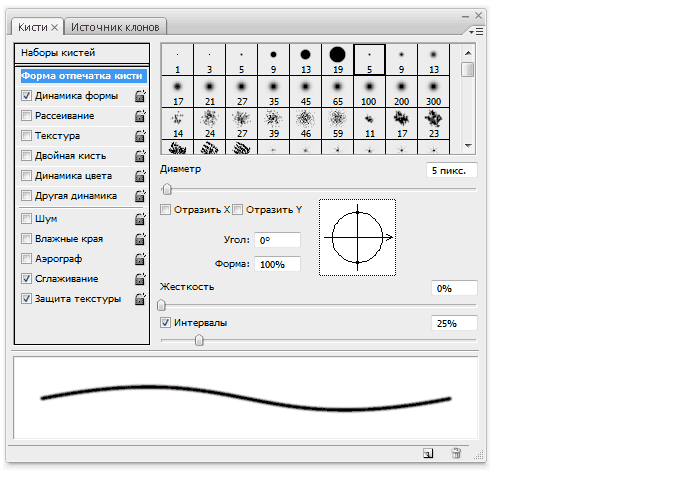 Кисти Источник клонов
Наборы кистей
Форма отпечатка кисти
Динамика формы
Рассеивание
Текстура
Двойная кисть
Динамика цвета
Другая динамика
Шум
Влажные края
Аэрограф
Сглаживание
Защита текстуры
1 3 5 9 13 19 5 9 13
17 21 27 35 45 65 100 200 300
14 24 27 39 46 59 11 17 23
Диаметр 5 пикс.
Отразить X Отразить Y
Угол: 0º
Форма: 100%
Жесткость 0%
Интервалы 25%